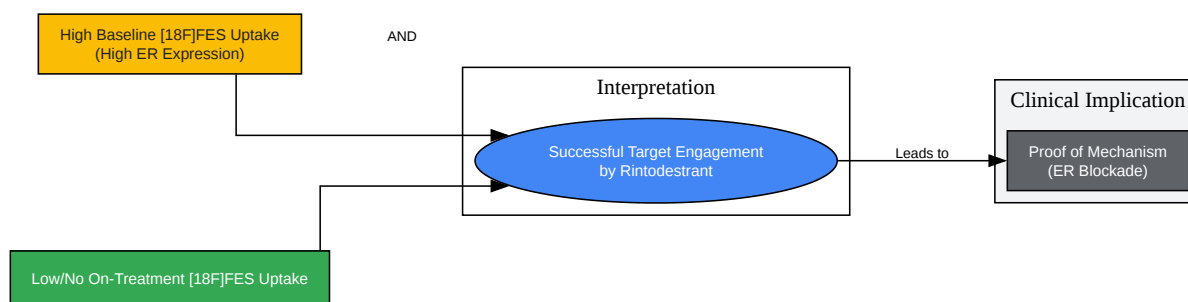 High Baseline [18F]FES Uptake
(High ER Expression)
AND
Interpretation
Successful Target Engagement
by Rintodestrant
Leads to
Clinical Implication
Proof of Mechanism
(ER Blockade)
Low/No On-Treatment [18F]FES Uptake